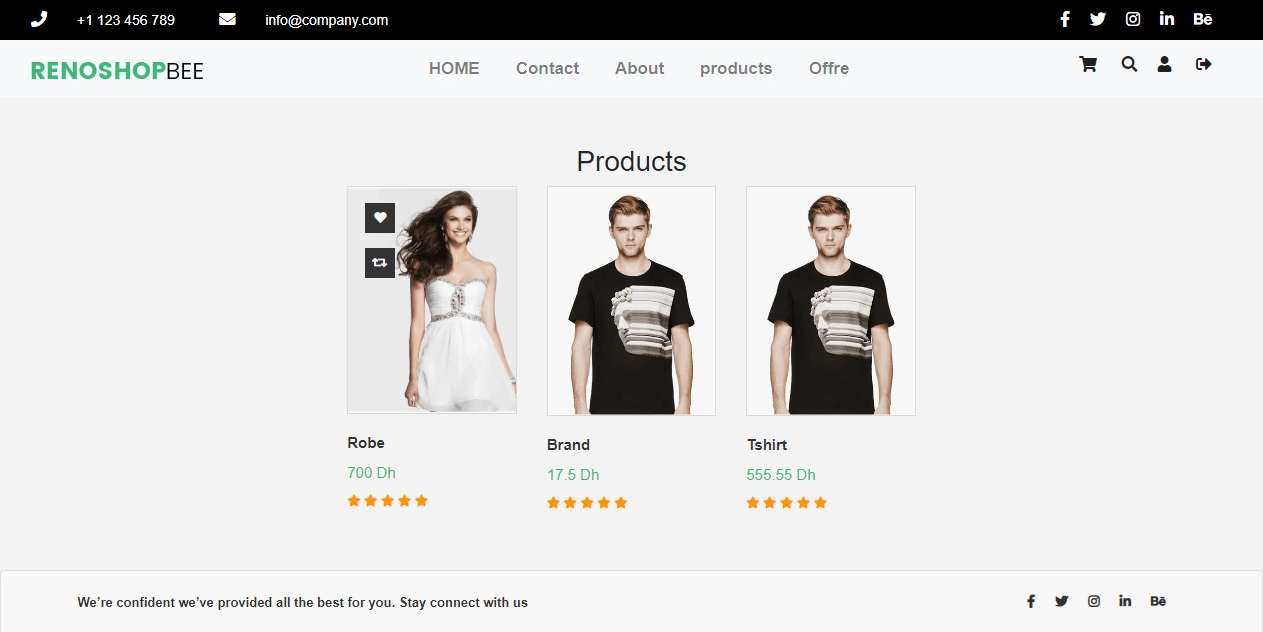 +1 123 456 789 info@company.com Bē
RENOSHOPBEE HOME Contact About products Offre
Products
Robe Brand Tshirt
700 Dh 17.5 Dh 555.55 Dh
We’re confident we’ve provided all the best for you. Stay connect with us Bē